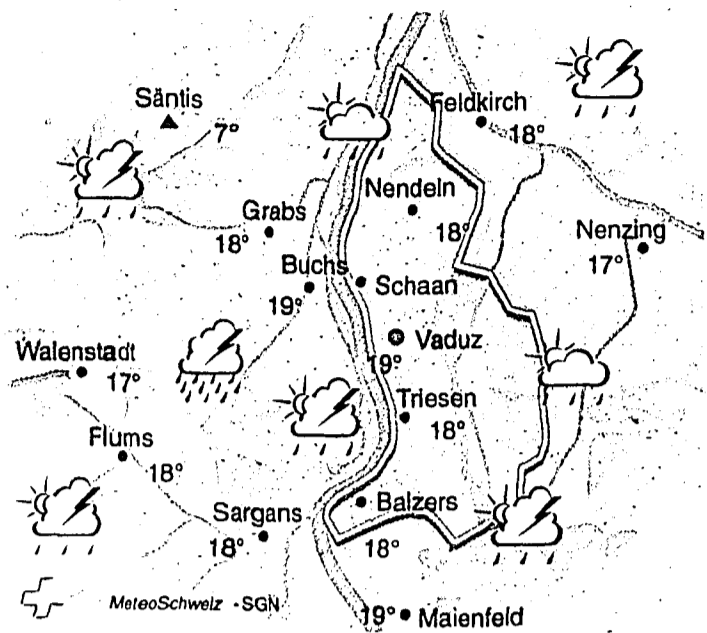 Säntis
7°
Feldkirch
18°
Nendeln
18°
Grabs
18°
Nenzing
17°
Buchs
19°
Schaan
Vaduz
9°
Walenstadt
17°
Triesen
18°
Flums
18°
Balzers
18°
Sargans
18°
MeteoSchweiz - SGN
19° Maienfeld